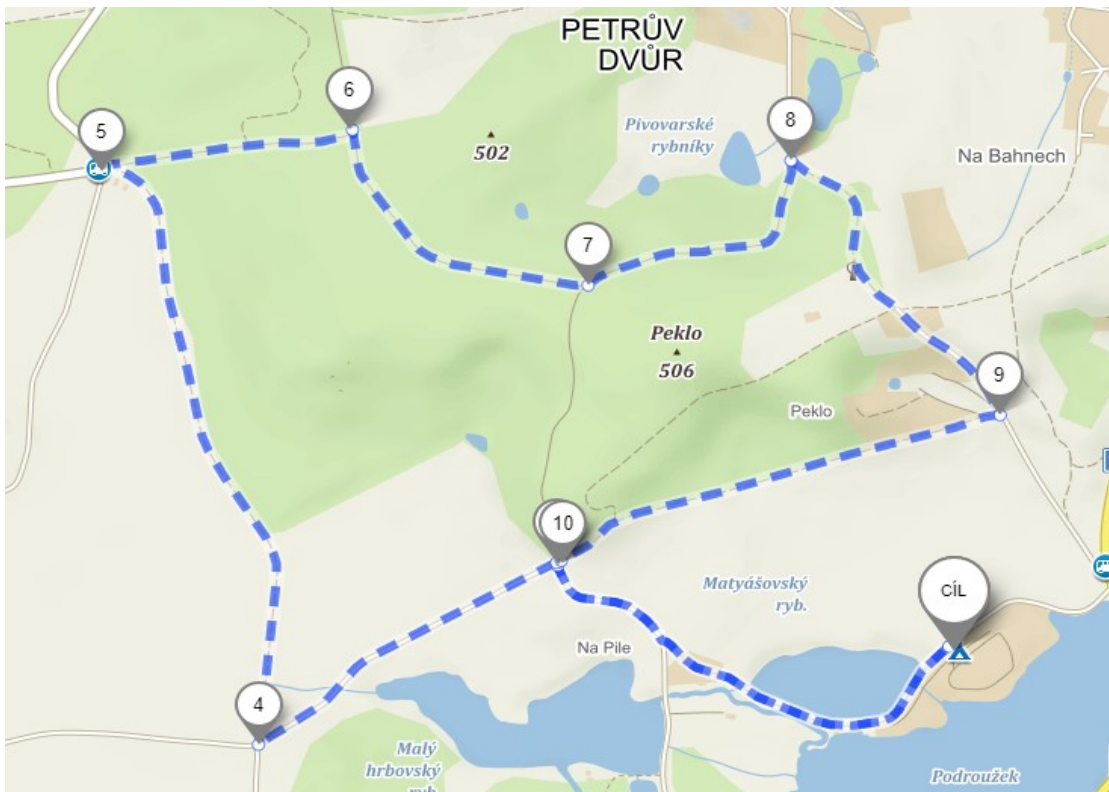 PETRŮV
DVŮR
6
5
8
Pivovarské
rybníky
502
Na Bahnech
7
Peklo
506
9
Peklo
10
Matyášovský
ryb.
CÍL
Na Pile
4
Malý
hrbovský
ryb.
Podroužek